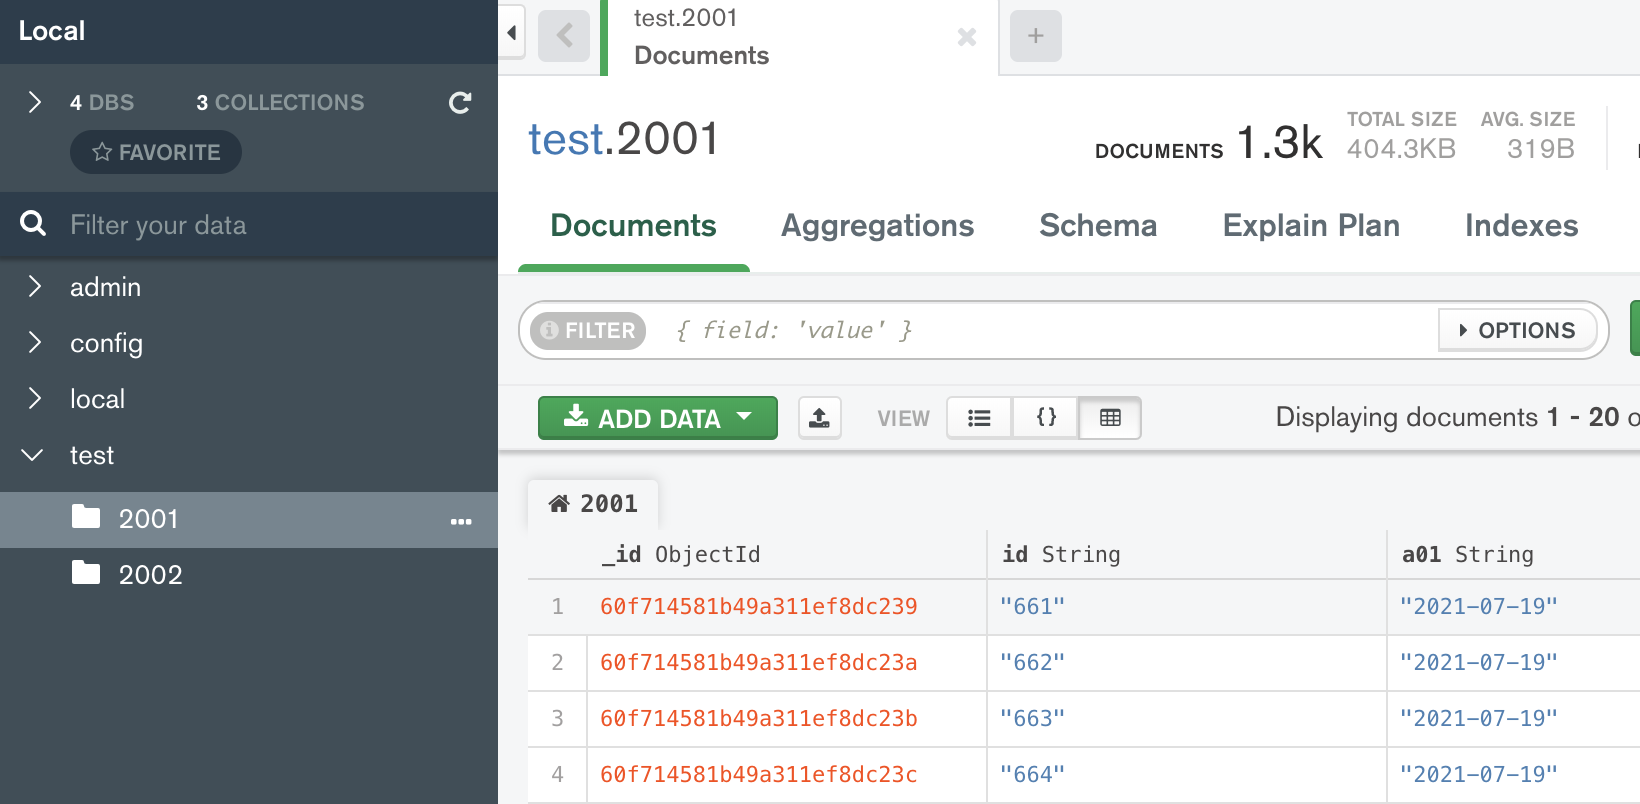 Local
4 DBS 3 COLLECTIONS
FAVORITE
Filter your data
admin
config
local
test
2001
2002
test.2001
Documents
+
test.2001
DOCUMENTS 1.3k
TOTAL SIZE
404.3KB
AVG. SIZE
319B
Documents Aggregations Schema Explain Plan Indexes
FILTER { field: 'value' } OPTIONS
ADD DATA VIEW {} Displaying documents 1 - 20
2001
_id ObjectId id String a01 String
1 60f714581b49a311ef8dc239 "661" "2021-07-19"
2 60f714581b49a311ef8dc23a "662" "2021-07-19"
3 60f714581b49a311ef8dc23b "663" "2021-07-19"
4 60f714581b49a311ef8dc23c "664" "2021-07-19"